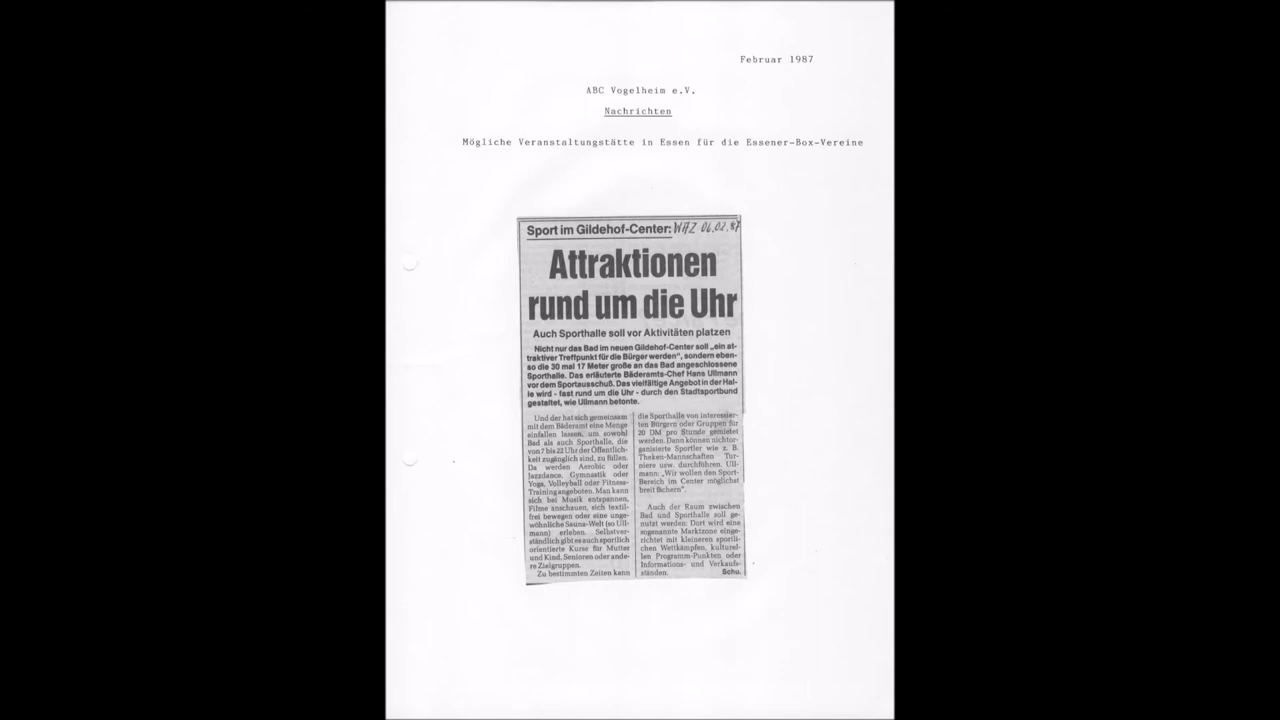 Februar 1987
ABC Vogelheim e.V.
Nachrichten
Mögliche Veranstaltungstätte in Essen für die Essener-Box-Vereine
Sport im Gildehof-Center: WAZ 06.02.87
Attraktionen
rund um die Uhr
Auch Sporthalle soll vor Aktivitäten platzen
Nicht nur das Bad im neuen Gildehof-Center soll „ein at-
traktiver Treffpunkt für die Bürger werden“, sondern eben-
so die 30 mal 17 Meter große an das Bad angeschlossene
Sporthalle. Das erläuterte Bäderamts-Chef Hans Ullmann
vor dem Sportausschuß. Das vielfältige Angebot in der Hal-
le wird - fast rund um die Uhr - durch den Stadtsportbund
gestaltet, wie Ullmann betonte.
Und der hat sich gemeinsam
mit dem Bäderamt eine Menge
einfallen lassen, um sowohl
Bad als auch Sporthalle, die
von 7 bis 22 Uhr der Öffentlich-
keit zugänglich sind, zu füllen.
Da werden Aerobic oder
Jazzdance, Gymnastik oder
Yoga, Volleyball oder Fitness-
Training angeboten. Man kann
sich bei Musik entspannen,
Filme anschauen, sich textil-
frei bewegen oder eine unge-
wöhnliche Sauna-Welt (so Ull-
mann) erleben. Selbstver-
ständlich gibt es auch sportlich
orientierte Kurse für Mutter
und Kind, Senioren oder ande-
re Zielgruppen.
Zu bestimmten Zeiten kann
die Sporthalle von interessier-
ten Bürgern oder Gruppen für
20 DM pro Stunde gemietet
werden. Dann können nichtor-
ganisierte Sportler wie z. B.
Theken-Mannschaften Tur-
niere usw. durchführen. Ull-
mann: „Wir wollen den Sport-
Bereich im Center möglichst
breit fächern“.
Auch der Raum zwischen
Bad und Sporthalle soll ge-
nutzt werden: Dort wird eine
sogenannte Marktzone einge-
richtet mit kleineren sportli-
chen Wettkämpfen, kulturel-
len Programm-Punkten oder
Informations- und Verkaufs-
ständen. Schu.